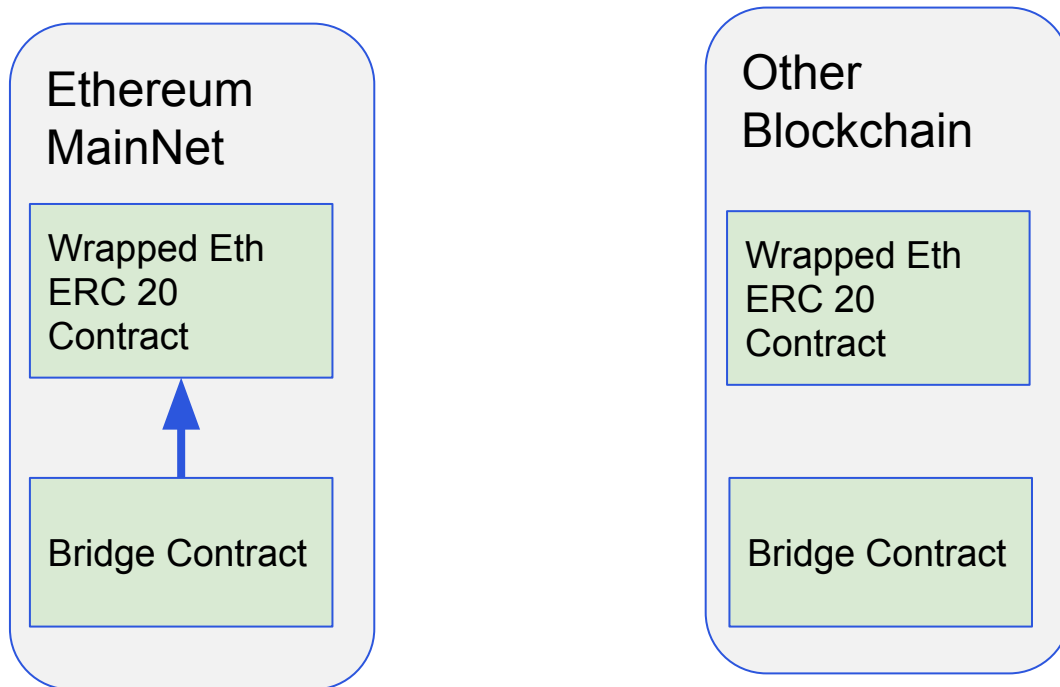 Ethereum
MainNet
Wrapped Eth
ERC 20
Contract
Bridge Contract
Other
Blockchain
Wrapped Eth
ERC 20
Contract
Bridge Contract